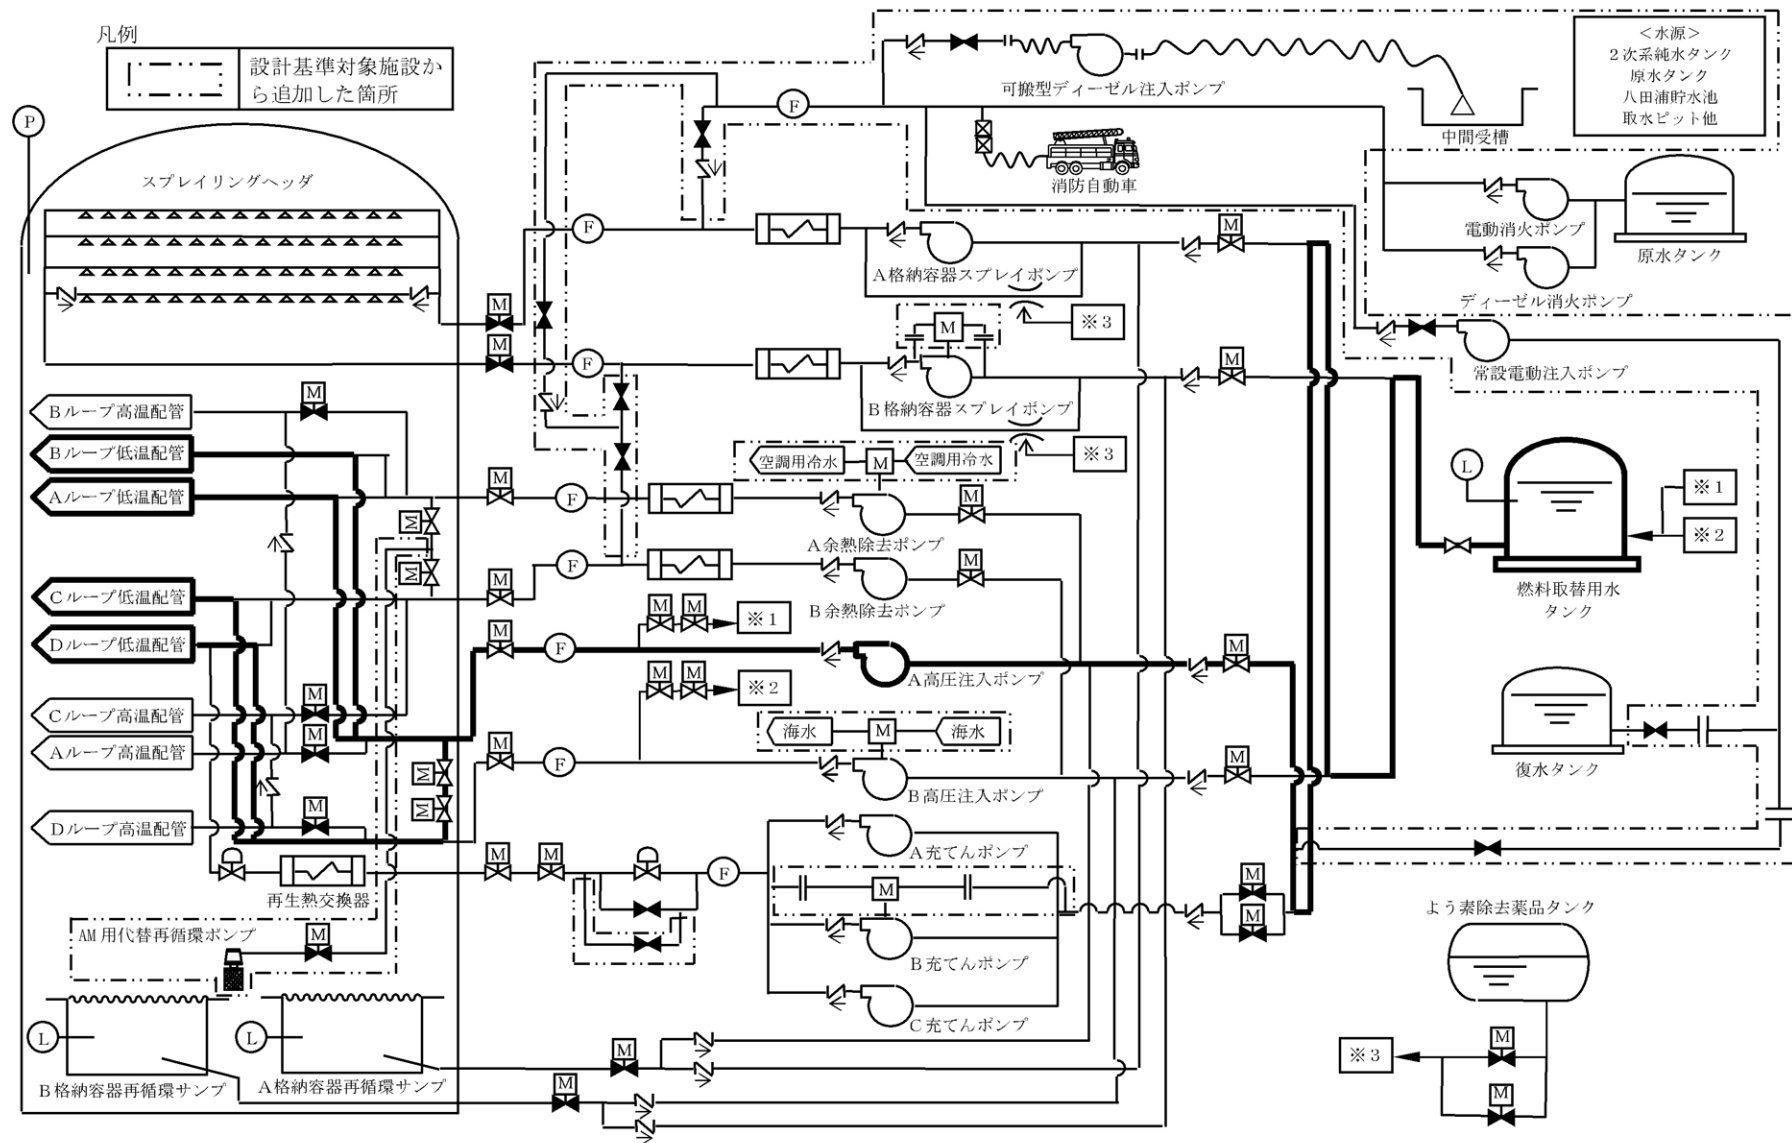 凡例
設計基準対象施設か
ら追加した箇所
P
スプレイリングヘッダ
F
可搬型ディーゼル注入ポンプ
消防自動車
中間受槽
＜水源＞
２次系純水タンク
原水タンク
八田浦貯水池
取水ピット他
電動消火ポンプ
ディーゼル消火ポンプ
原水タンク
M
F
A格納容器スプレイポンプ
M
※3
M
M
F
M
B格納容器スプレイポンプ
M
※3
常設電動注入ポンプ
Bループ高温配管
M
Bループ低温配管
Aループ低温配管
M
F
空調用冷水
M
空調用冷水
M
A余熱除去ポンプ
L
※1
※2
燃料取替用水
タンク
M
M
Cループ低温配管
M
F
M
B余熱除去ポンプ
Dループ低温配管
M
F
M
M
※1
A高圧注入ポンプ
M
M
M
※2
Cループ高温配管
M
Aループ高温配管
M
M
F
海水
M
海水
B高圧注入ポンプ
M
復水タンク
M
M
Dループ高温配管
M
再生熱交換器
M
M
F
A充てんポンプ
M
B充てんポンプ
C充てんポンプ
M
M
よう素除去薬品タンク
※3
M
M
AM用代替再循環ポンプ
M
L
B格納容器再循環サンプ
L
A格納容器再循環サンプ
M
M